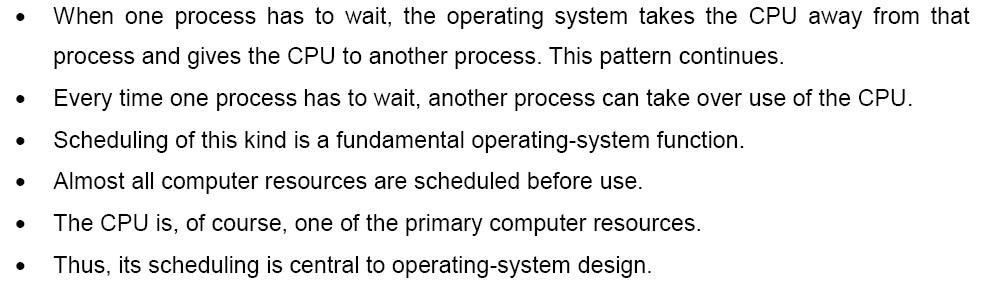 • When one process has to wait, the operating system takes the CPU away from that
process and gives the CPU to another process. This pattern continues.
• Every time one process has to wait, another process can take over use of the CPU.
• Scheduling of this kind is a fundamental operating-system function.
• Almost all computer resources are scheduled before use.
• The CPU is, of course, one of the primary computer resources.
• Thus, its scheduling is central to operating-system design.